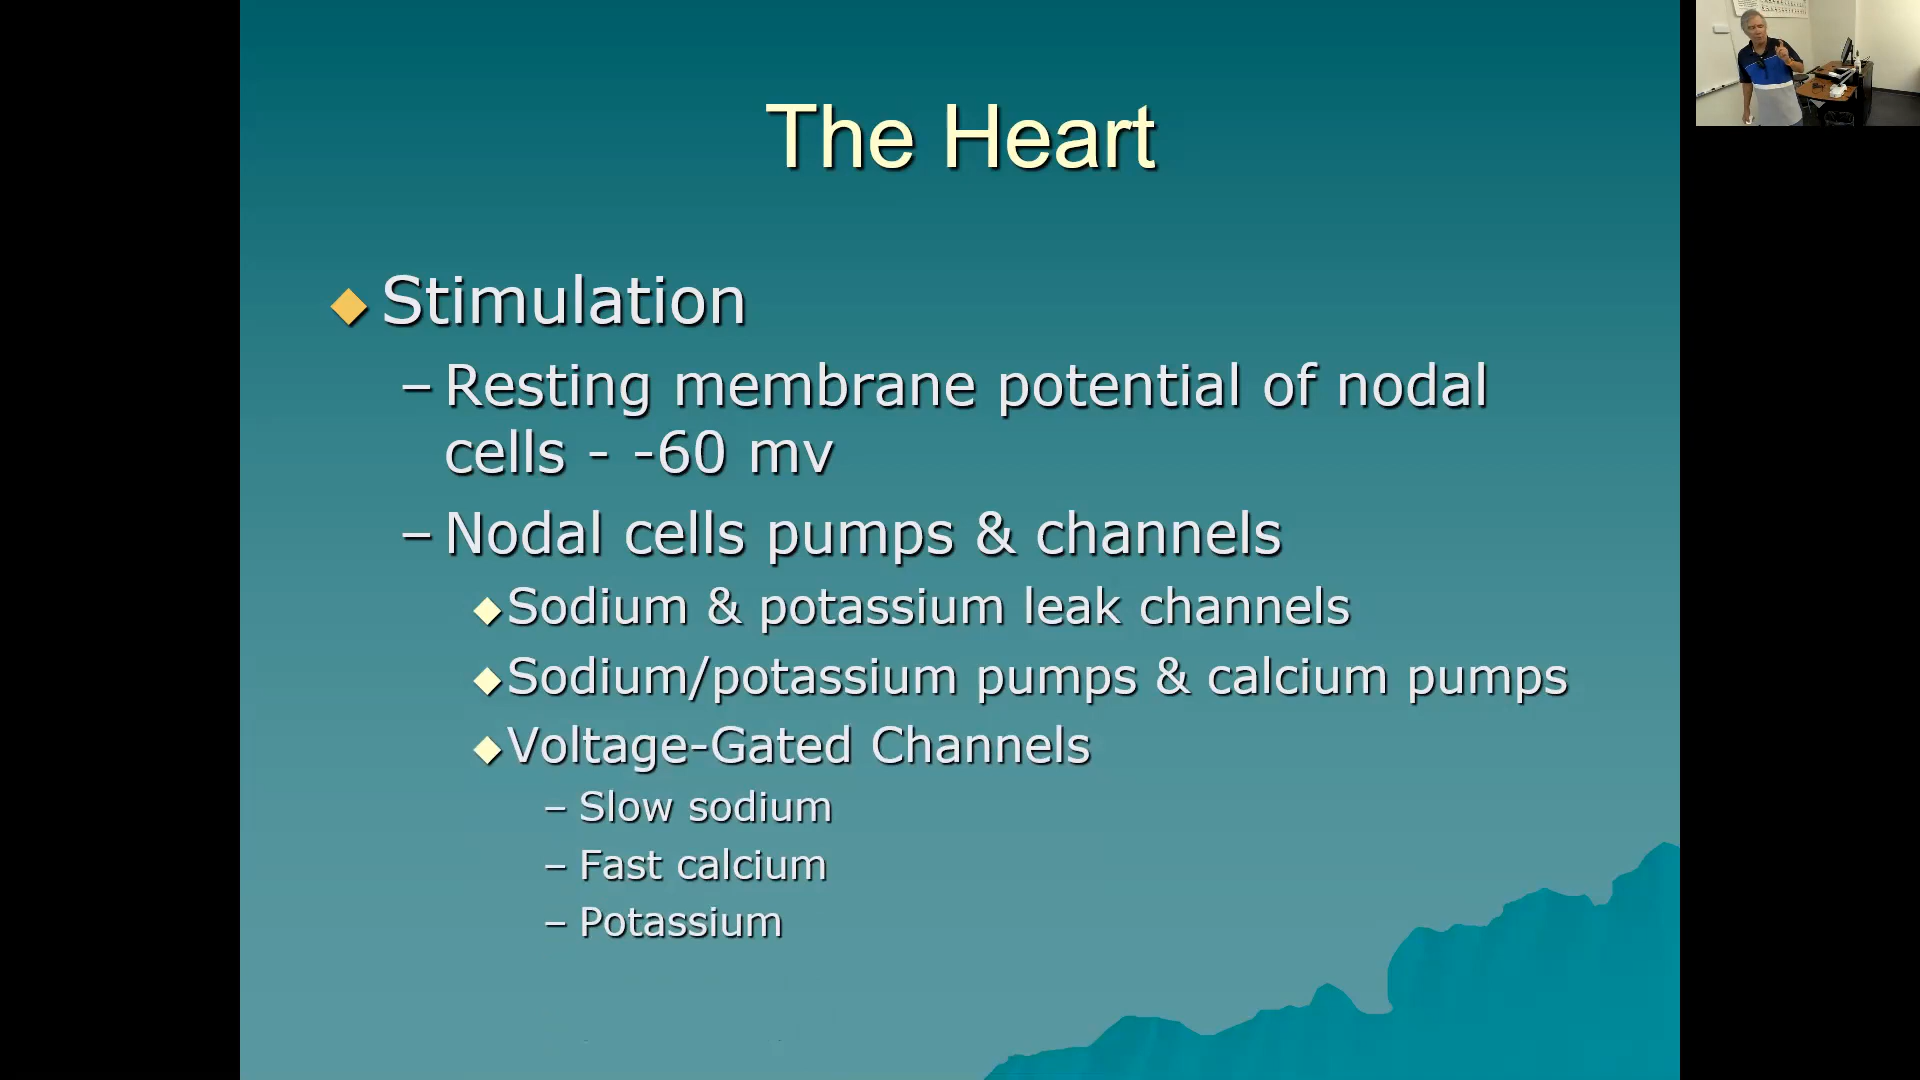 The Heart
Stimulation
– Resting membrane potential of nodal
cells - -60 mv
– Nodal cells pumps & channels
Sodium & potassium leak channels
Sodium/potassium pumps & calcium pumps
Voltage-Gated Channels
– Slow sodium
– Fast calcium
– Potassium